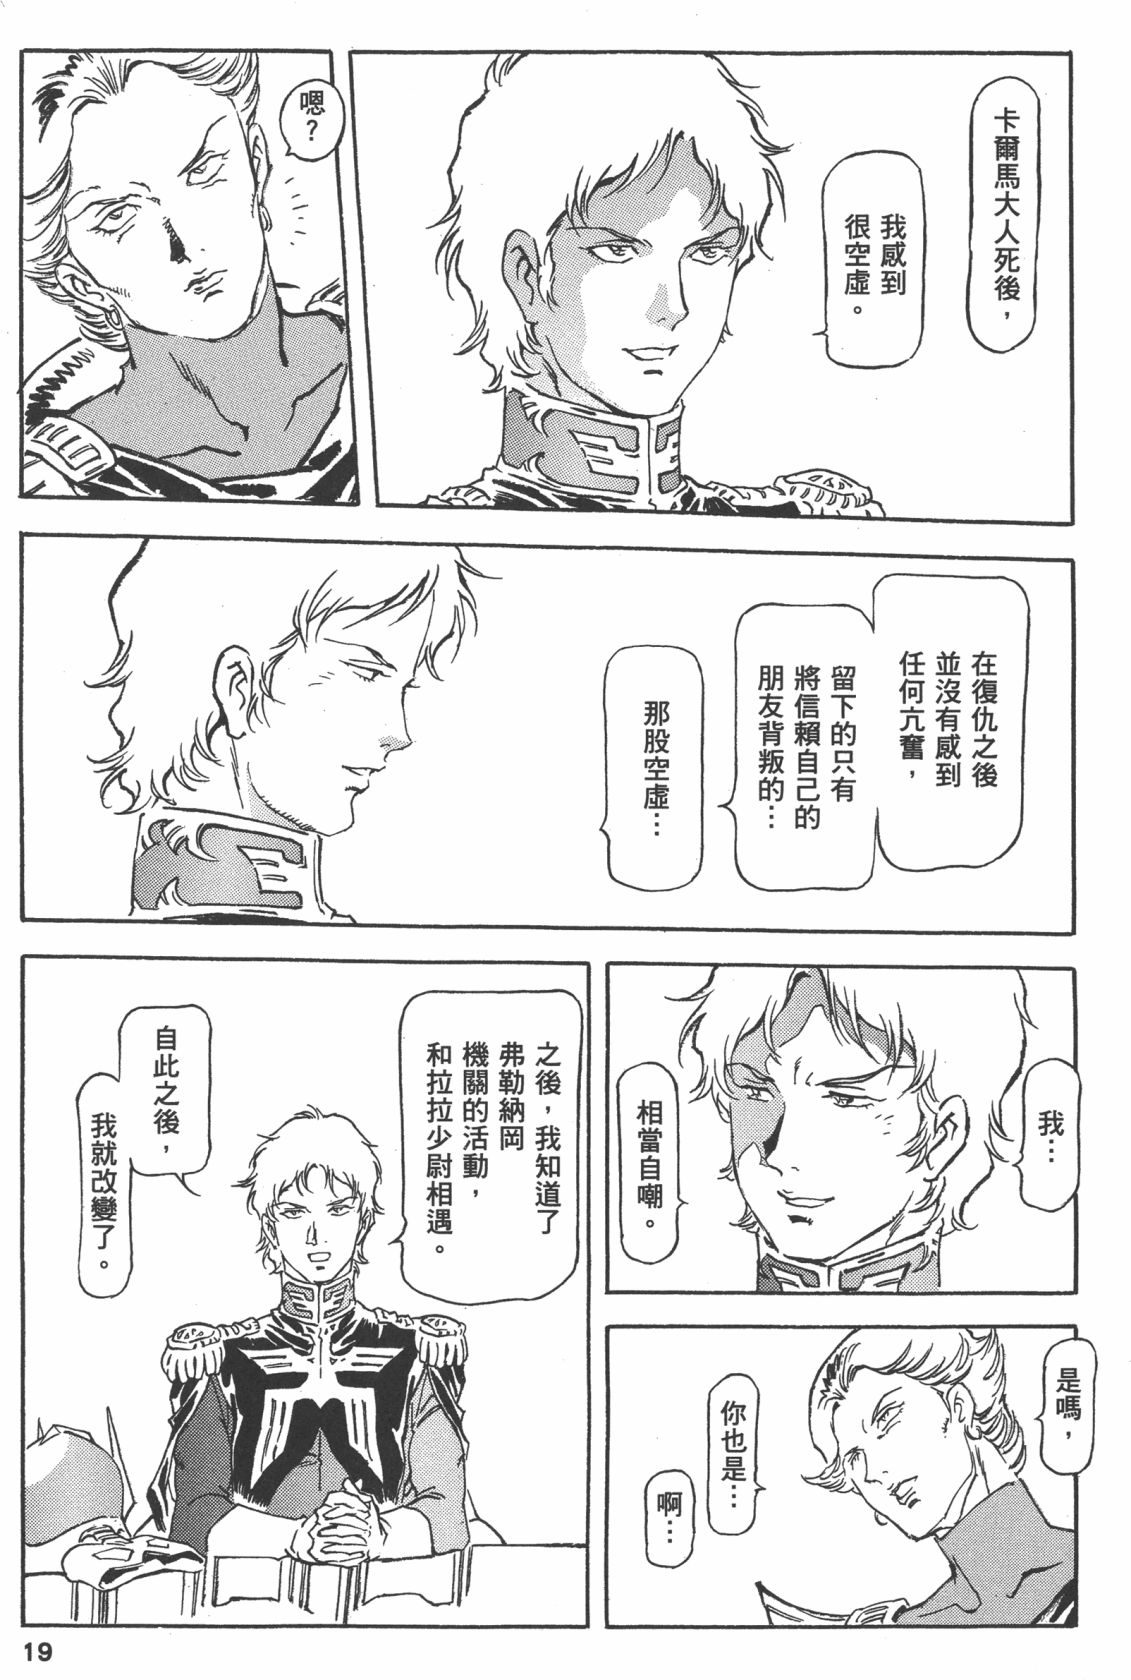 卡爾馬大人死後，
我感到
很空虛。
嗯？
在復仇之後
並沒有感到
任何亢奮，
留下的只有
將信賴自己的
朋友背叛的…
那股空虛…
我…
相當自嘲。
是嗎，
你也是…
啊…
之後，我知道了
弗勒納岡
機關的活動，
和拉拉少尉相遇。
自此之後，
我就改變了。
19